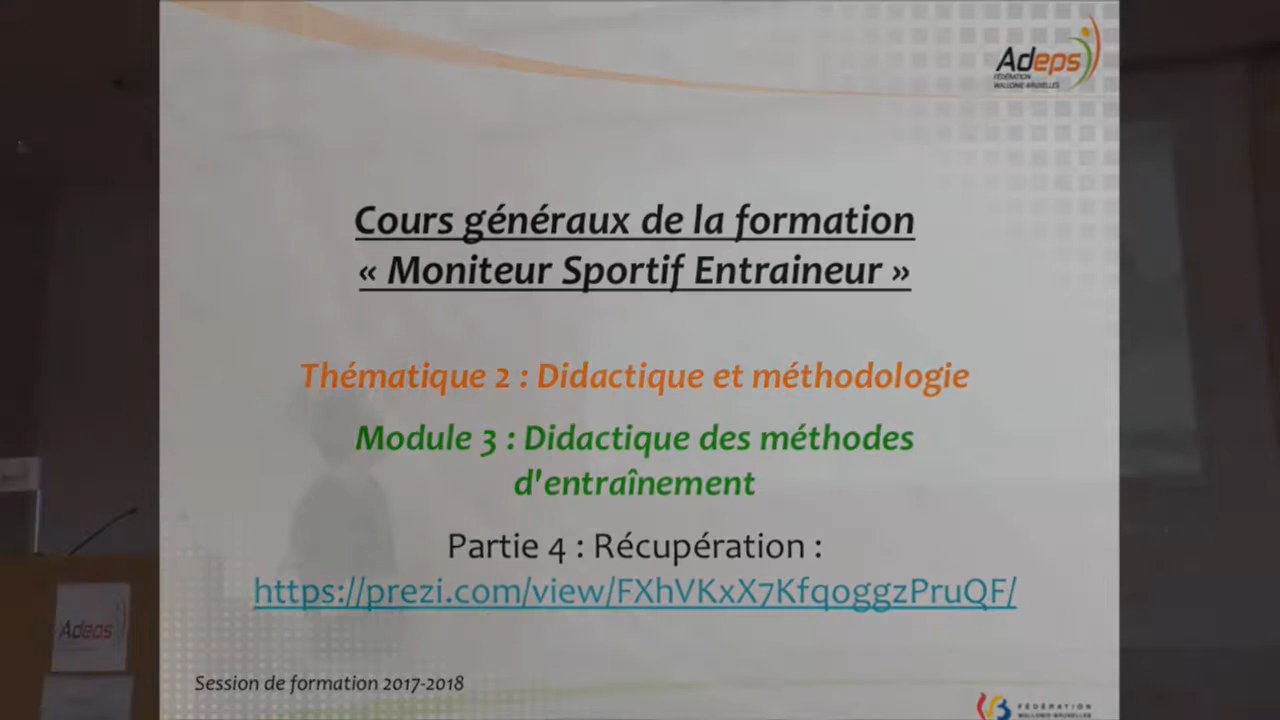 Adeps
FÉDÉRATION
WALLONIE-BRUXELLES
Cours généraux de la formation
« Moniteur Sportif Entraineur »
Thématique 2 : Didactique et méthodologie
Module 3 : Didactique des méthodes
d'entraînement
Partie 4 : Récupération :
https://prezi.com/view/FXhVKxX7KfqoggzPruQF/
Adeps
Session de formation 2017-2018
FÉDÉRATION
WALLONIE-BRUXELLES